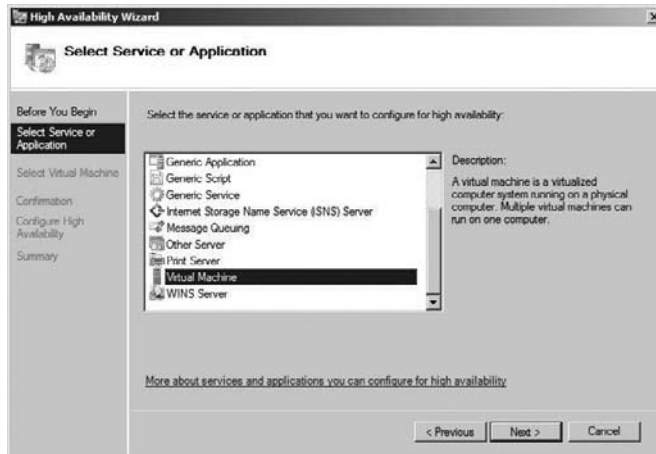 High Availability Wizard
Select Service or Application
Before You Begin
Select Service or
Application
Select Virtual Machine
Confirmation
Configure High
Availability
Summary
Select the service or application that you want to configure for high availability:
Generic Application
Generic Script
Generic Service
Internet Storage Name Service (iSNS) Server
Message Queuing
Other Server
Print Server
Virtual Machine
WINS Server
Description:
A virtual machine is a virtualized
computer system running on a physical
computer. Multiple virtual machines can
run on one computer.
More about services and applications you can configure for high availability
< Previous
Next >
Cancel